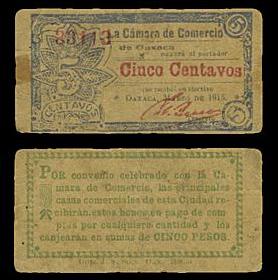 La Cámara de Comercio
de Oaxaca
pagará al portador
Cinco Centavos
OAXACA, de 1915
CENTAVOS
5
POR convenio celebrado con la Cá-
mara de Comercio, las principales
casas comerciales de esta Ciudad re-
cibirán estos bonos en pago de com-
pras por cualquiera cantidad y los
canjearán en sumas de CINCO PESOS.